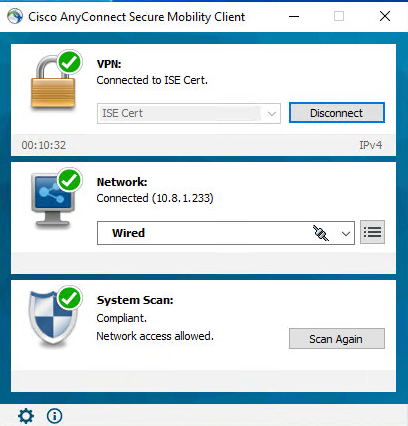 Cisco AnyConnect Secure Mobility Client
VPN:
Connected to ISE Cert.
ISE Cert
Disconnect
00:10:32
IPv4
Network:
Connected (10.8.1.233)
Wired
System Scan:
Compliant.
Network access allowed.
Scan Again